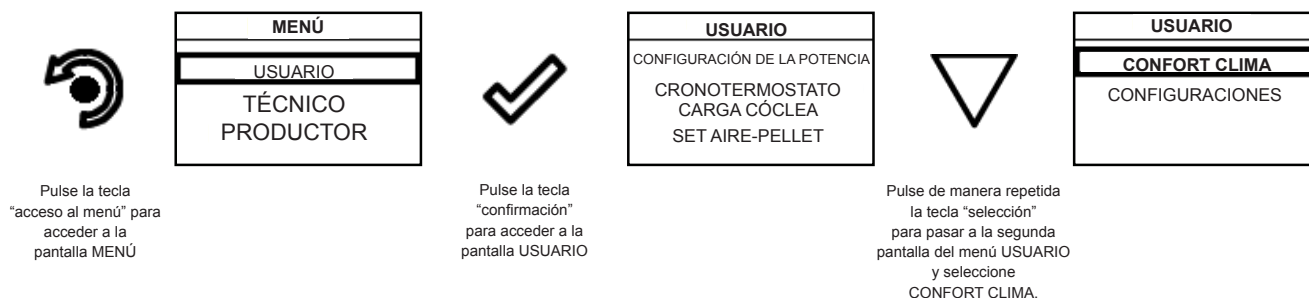 MENÚ
USUARIO
TÉCNICO
PRODUCTOR
USUARIO
CONFIGURACIÓN DE LA POTENCIA
CRONOTERMOSTATO
CARGA CÓCLEA
SET AIRE-PELLET
USUARIO
CONFORT CLIMA
CONFIGURACIONES
Pulse la tecla
“acceso al menú” para
acceder a la
pantalla MENÚ
Pulse la tecla
“confirmación”
para acceder a la
pantalla USUARIO
Pulse de manera repetida
la tecla “selección”
para pasar a la segunda
pantalla del menú USUARIO
y seleccione
CONFORT CLIMA.